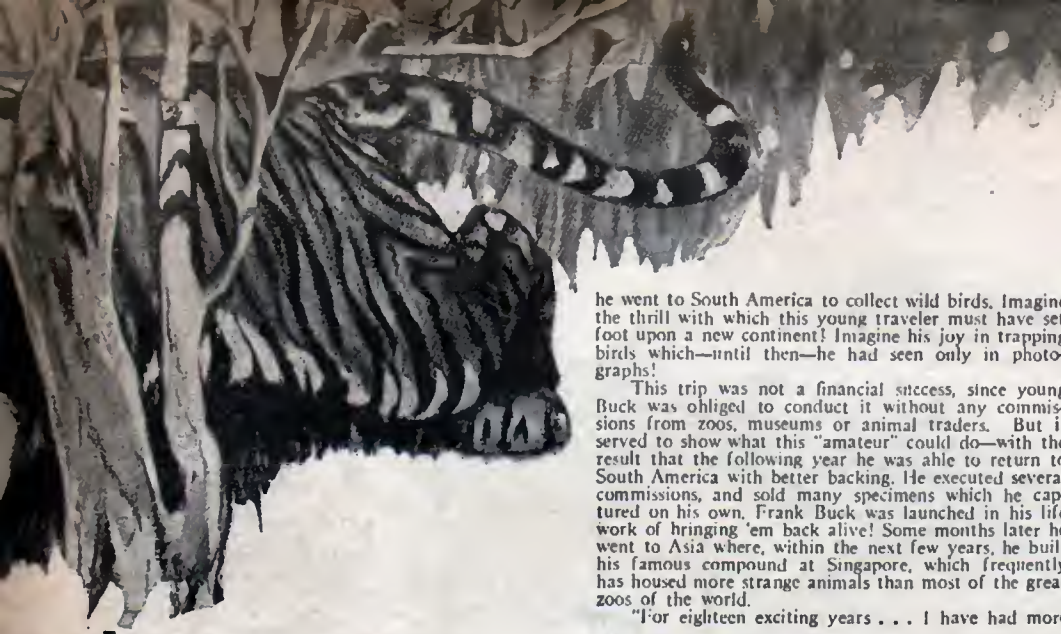 he went to South America to collect wild birds. Imagine
the thrill with which this young traveler must have set
foot upon a new continent! Imagine his joy in trapping
birds which—until then—he had seen only in photo-
graphs!
This trip was not a financial success, since young
Buck was obliged to conduct it without any commis-
sions from zoos, museums or animal traders. But i
served to show what this "amateur" could do—with the
result that the following year he was able to return to
South America with better backing. He executed severa
commissions, and sold many specimens which he cap
tured on his own. Frank Buck was launched in his lif
work of bringing 'em back alive! Some months later he
went to Asia where, within the next few years, he buil
his famous compound at Singapore, which frequently
has housed more strange animals than most of the grea
zoos of the world.
"For eighteen exciting years . . . I have had mor